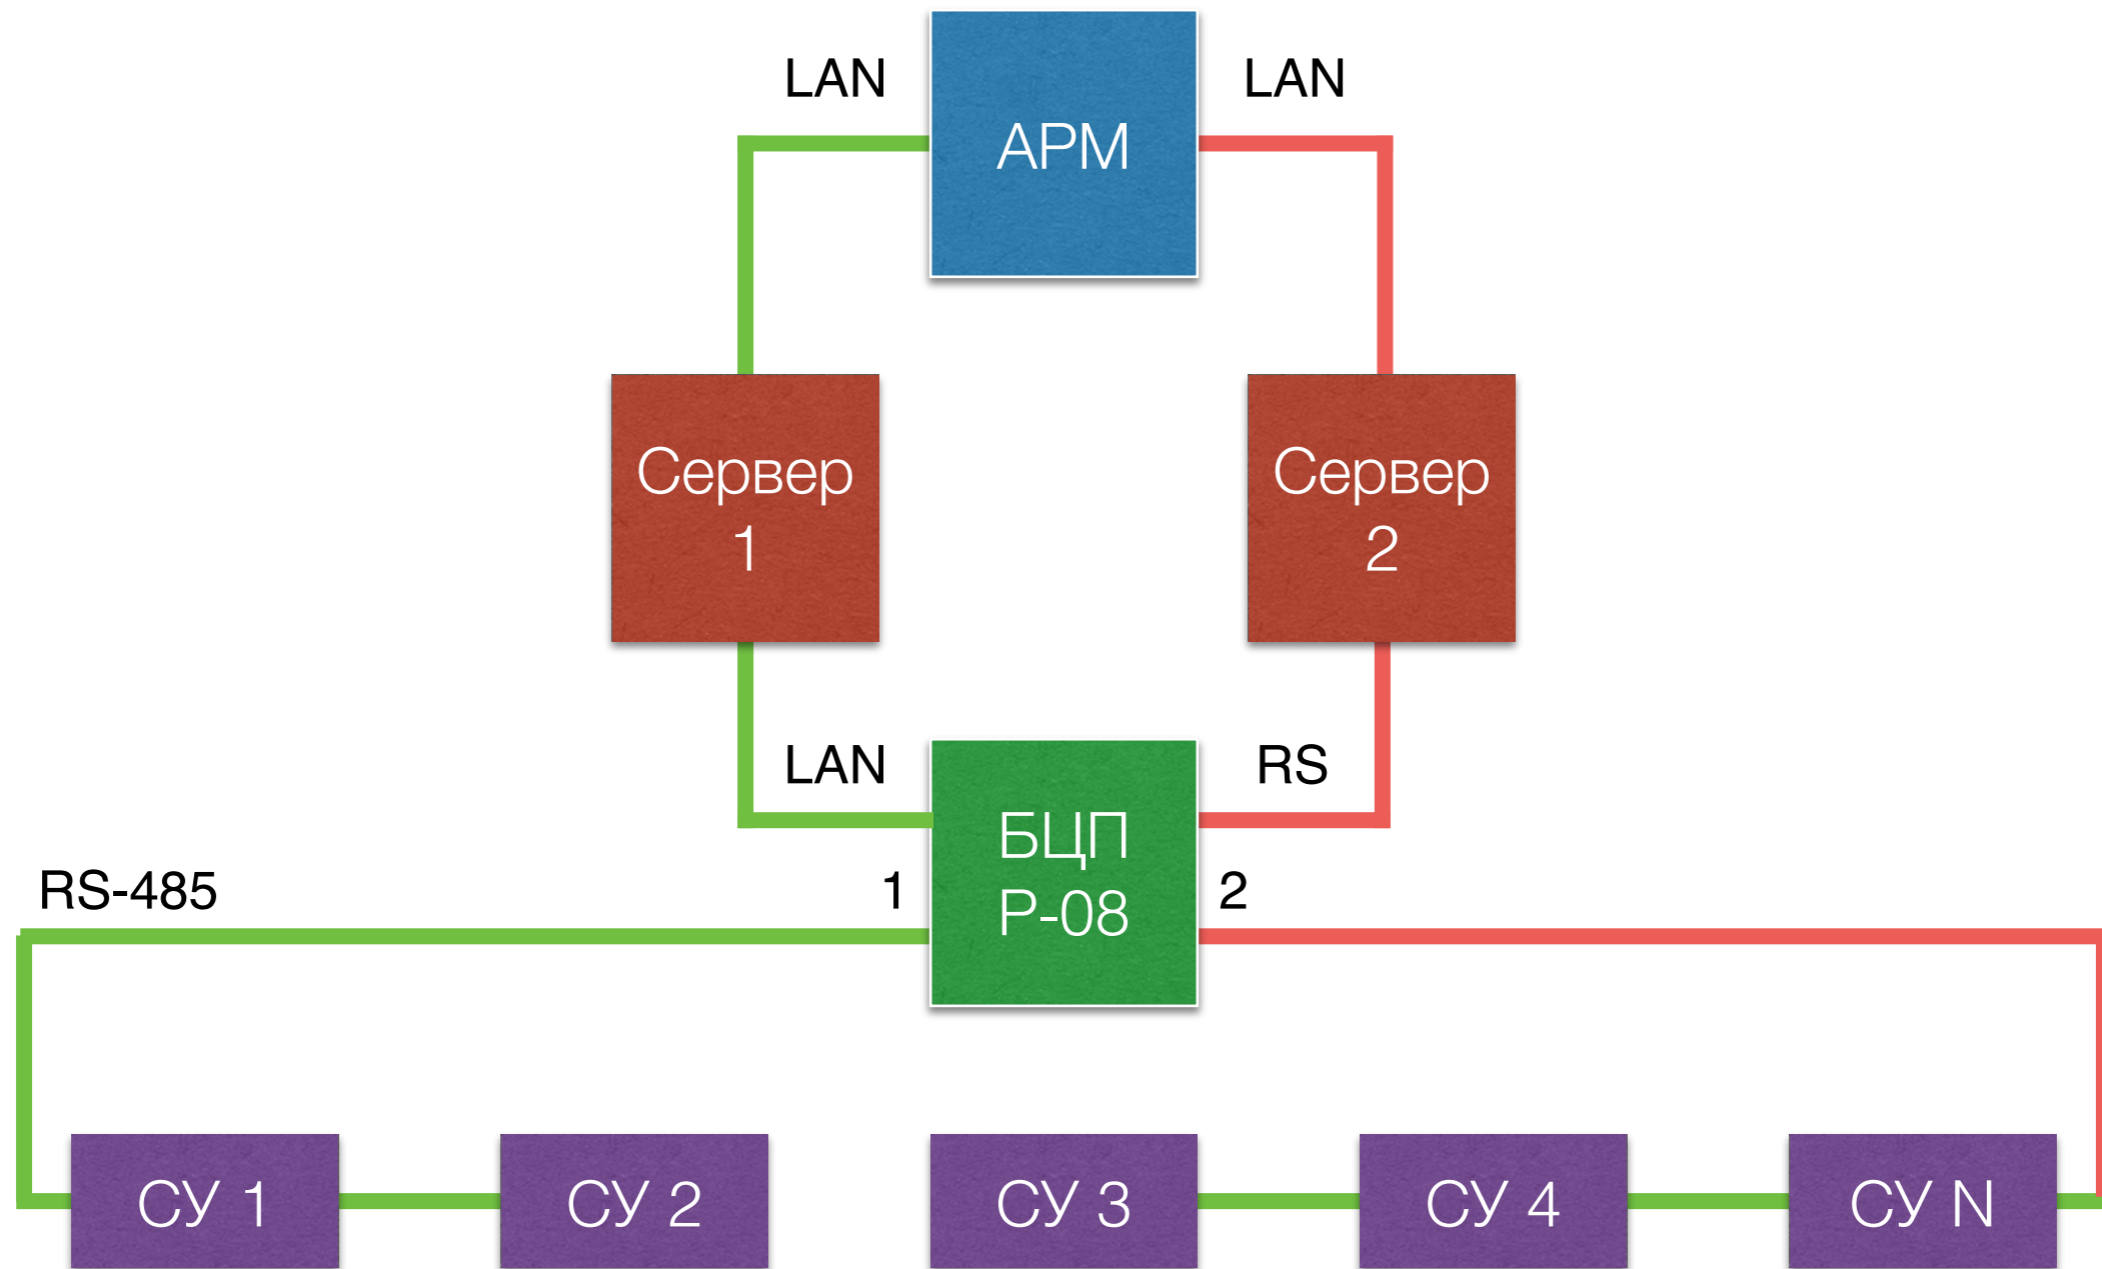 LAN
LAN
АРМ
Сервер
1
Сервер
2
LAN
RS
БЦП
Р-08
RS-485
1
2
СУ 1
СУ 2
СУ 3
СУ 4
СУ N